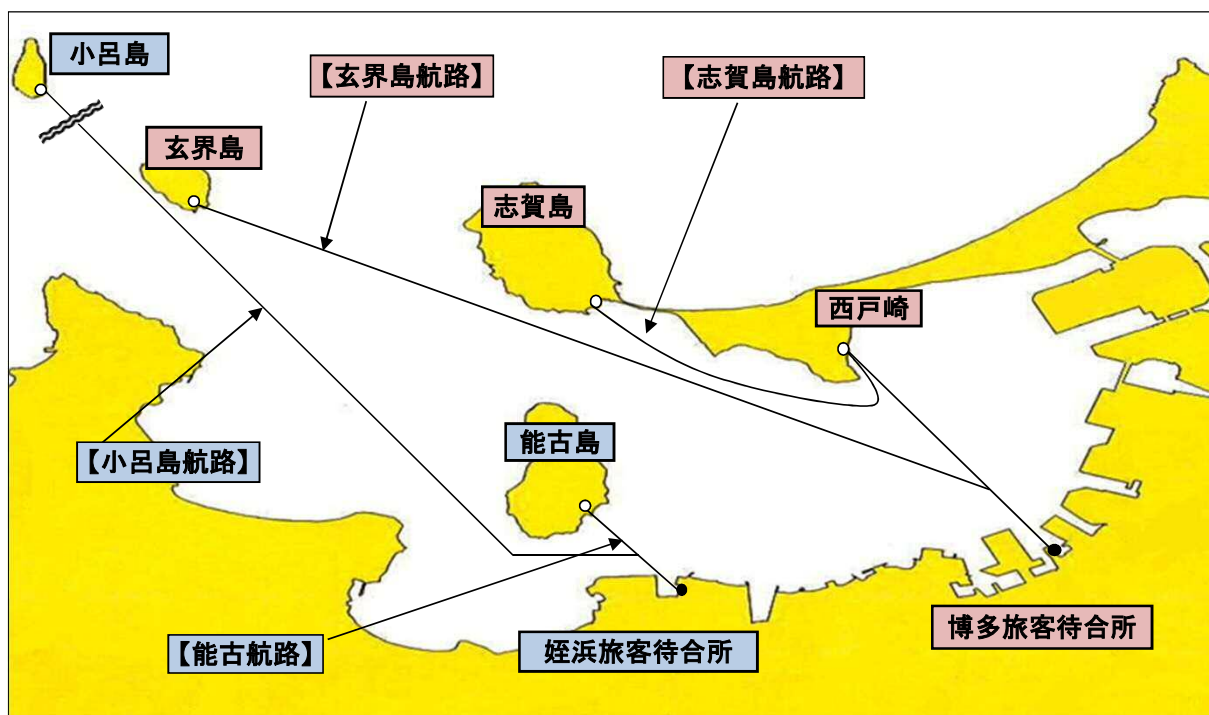 小呂島
【玄界島航路】
【志賀島航路】
玄界島
志賀島
西戸崎
能古島
【小呂島航路】
【能古航路】
姪浜旅客待合所
博多旅客待合所